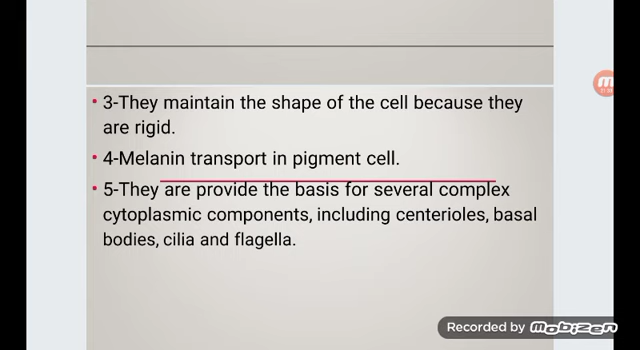 • 3-They maintain the shape of the cell because they
are rigid.
• 4-Melanin transport in pigment cell.
• 5-They are provide the basis for several complex
cytoplasmic components, including centerioles, basal
bodies, cilia and flagella.
Recorded by mobizen